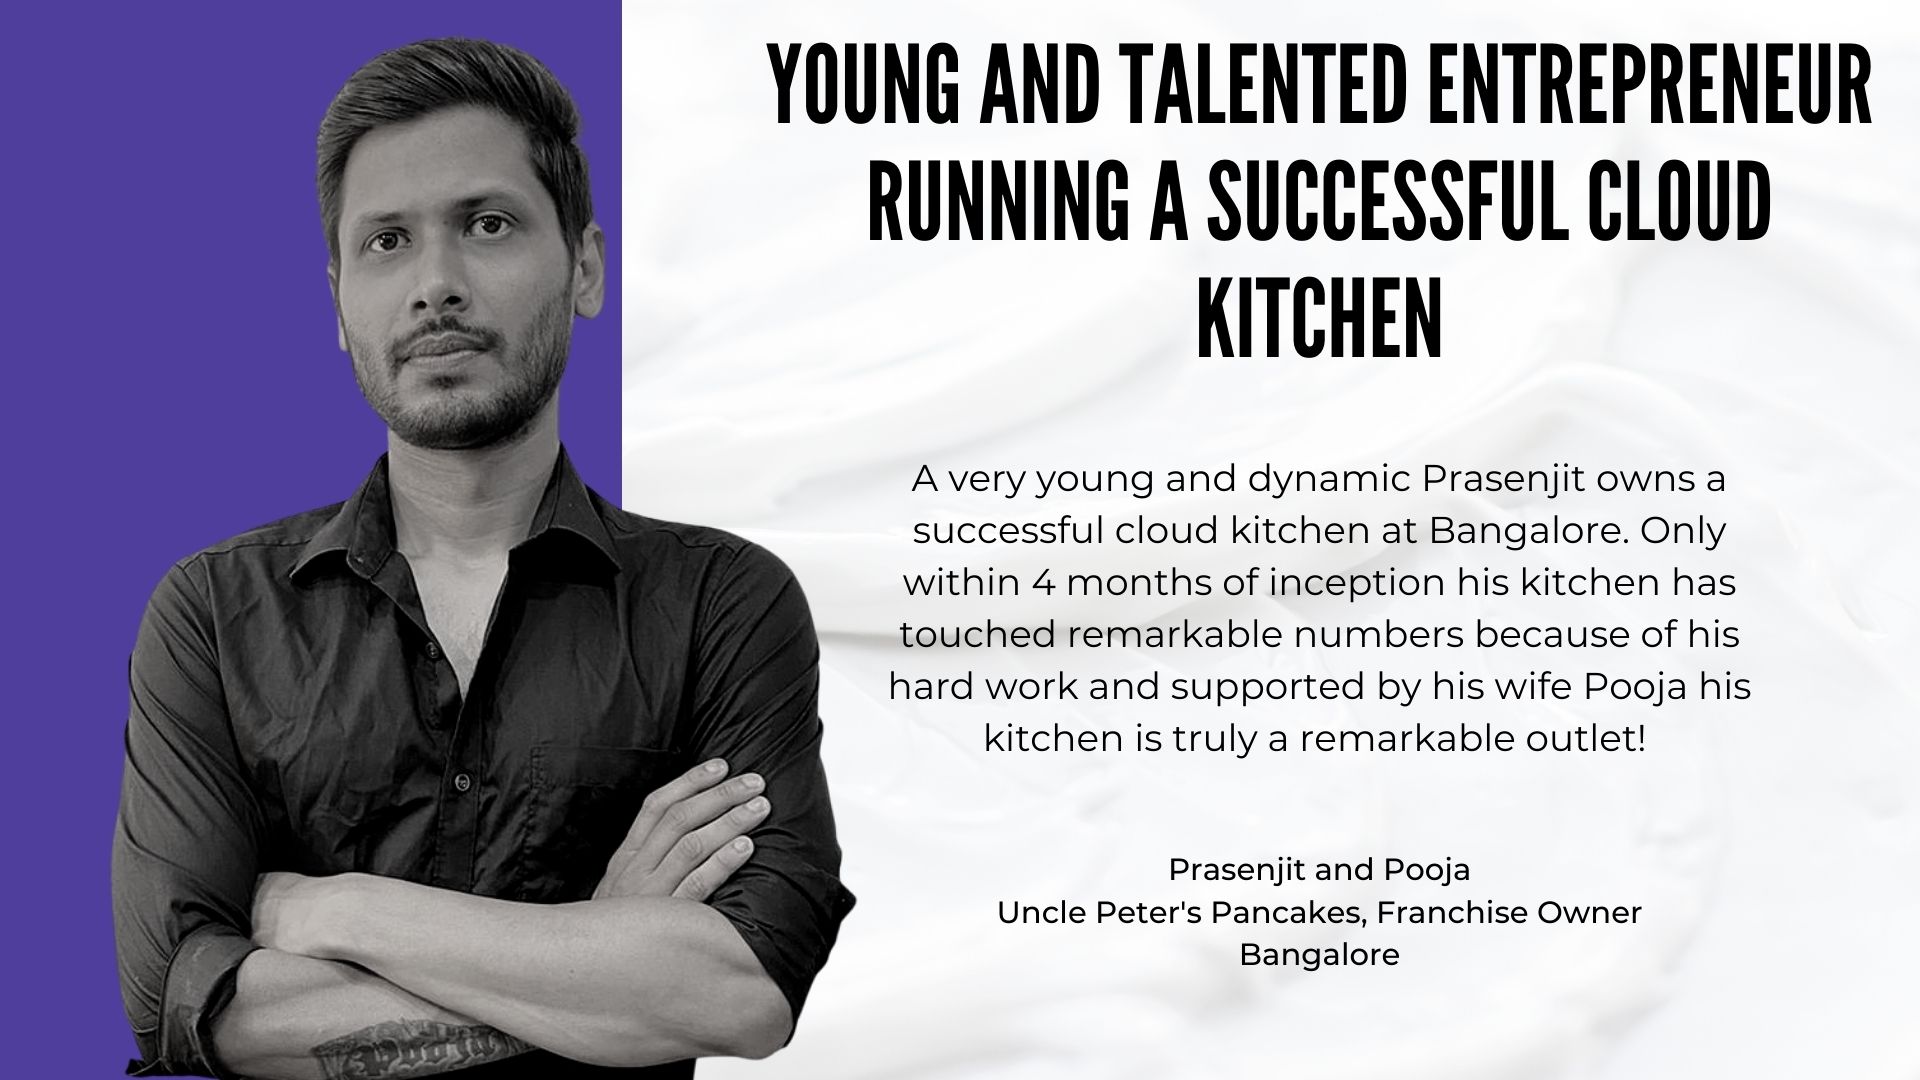 YOUNG AND TALENTED ENTREPRENEUR
RUNNING A SUCCESSFUL CLOUD
KITCHEN
A very young and dynamic Prasenjit owns a
successful cloud kitchen at Bangalore. Only
within 4 months of inception his kitchen has
touched remarkable numbers because of his
hard work and supported by his wife Pooja his
kitchen is truly a remarkable outlet!
Prasenjit and Pooja
Uncle Peter's Pancakes, Franchise Owner
Bangalore
Pooja